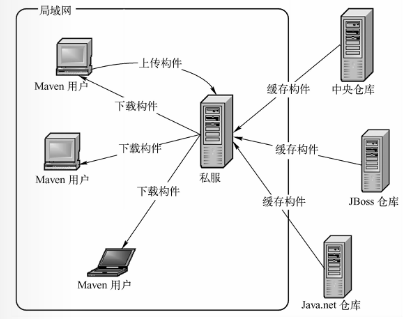 局域网
上传构件
Maven 用户
中央仓库
缓存构件
下载构件
下载构件
缓存构件
Maven 用户
私服
下载构件
JBoss 仓库
缓存构件
Maven 用户
Java.net 仓库